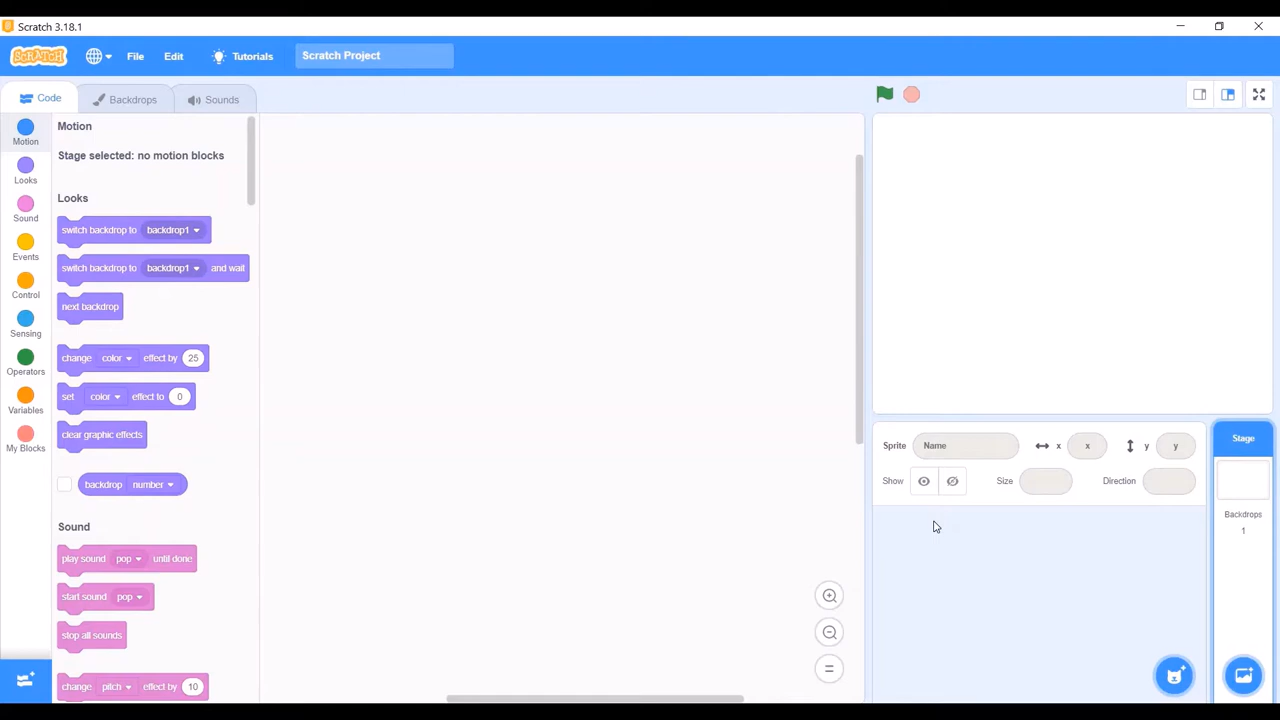 Scratch 3.18.1
SCRATCH File Edit Tutorials Scratch Project
Code Backdrops Sounds
Motion
Looks
Sound
Events
Control
Sensing
Operators
Variables
My Blocks
Motion
Stage selected: no motion blocks
Looks
switch backdrop to backdrop1
switch backdrop to backdrop1 and wait
next backdrop
change color effect by 25
set color effect to 0
clear graphic effects
backdrop number
Sound
play sound pop until done
start sound pop
stop all sounds
change pitch effect by 10
Sprite Name x x y y
Show Size Direction
Stage
Backdrops
1